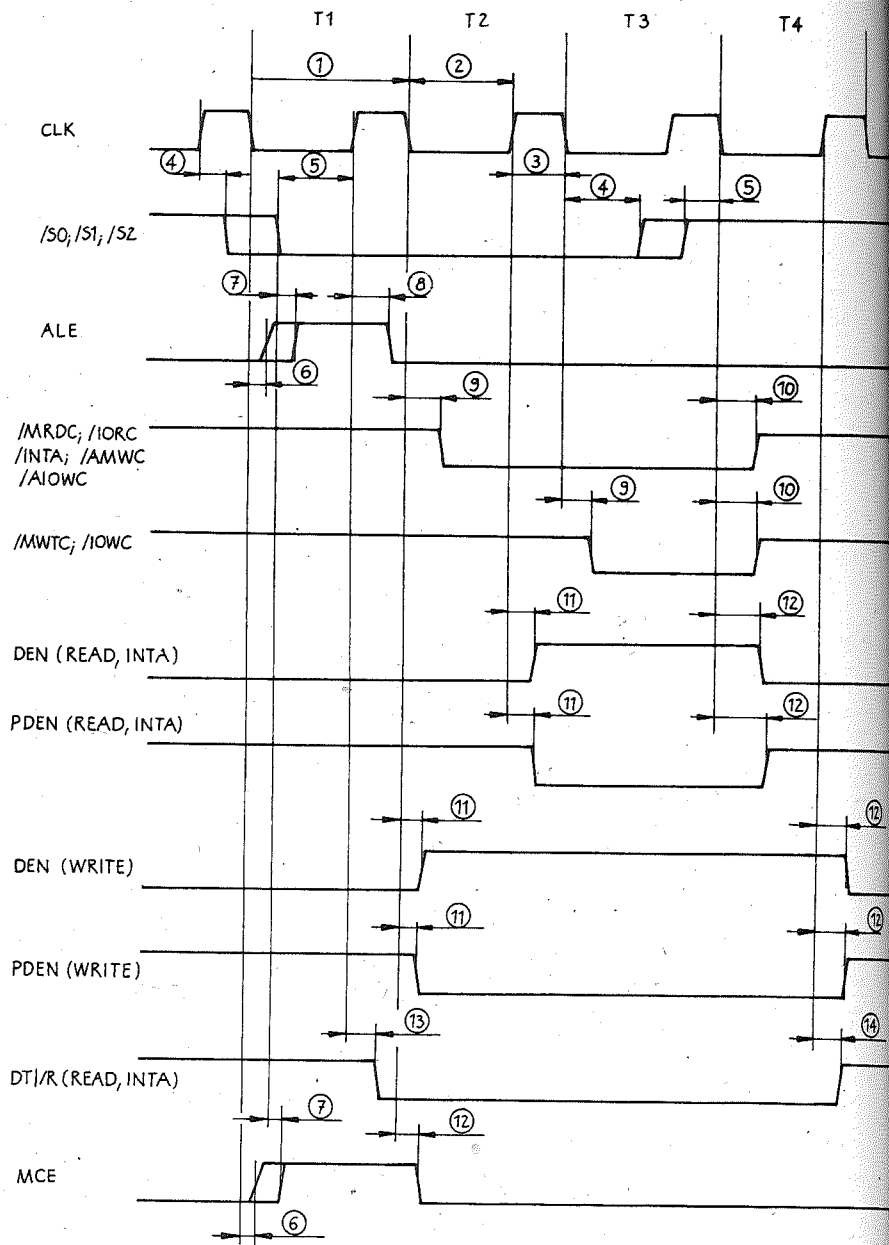 T1 T2 T3 T4
① ②
CLK
④ ⑤ ③ ④ ⑤
/S0; /S1; /S2
⑦ ⑧
ALE
⑥
⑨ ⑩
/MRDC; /IORC
/INTA; /AMWC
/AIOWC
⑨ ⑩
/MWTC; /IOWC
⑪ ⑫
DEN (READ, INTA)
⑪ ⑫
PDEN (READ, INTA)
⑪ ⑫
DEN (WRITE)
⑪ ⑫
PDEN (WRITE)
⑬ ⑭
DT|/R (READ, INTA)
⑦ ⑫
MCE
⑥